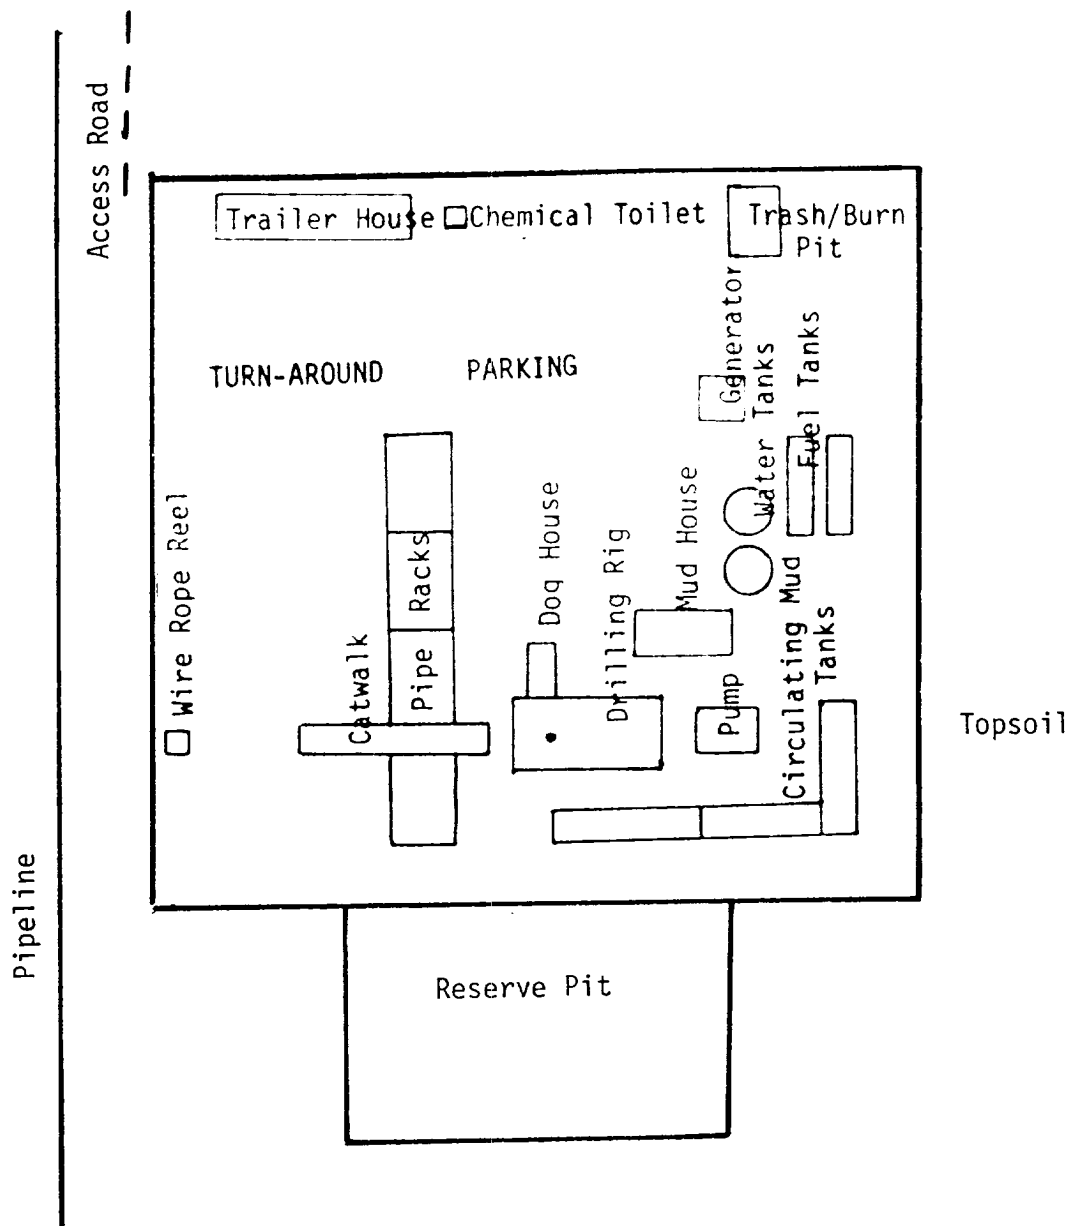 Access Road
Trailer House
Chemical Toilet
Trash/Burn
Pit
Generator
TURN-AROUND
PARKING
Water Tanks
Fuel Tanks
Wire Rope Reel
Pipe Racks
Catwalk
Dog House
Drilling Rig
Mud House
Pump
Circulating Mud
Tanks
Topsoil
Pipeline
Reserve Pit